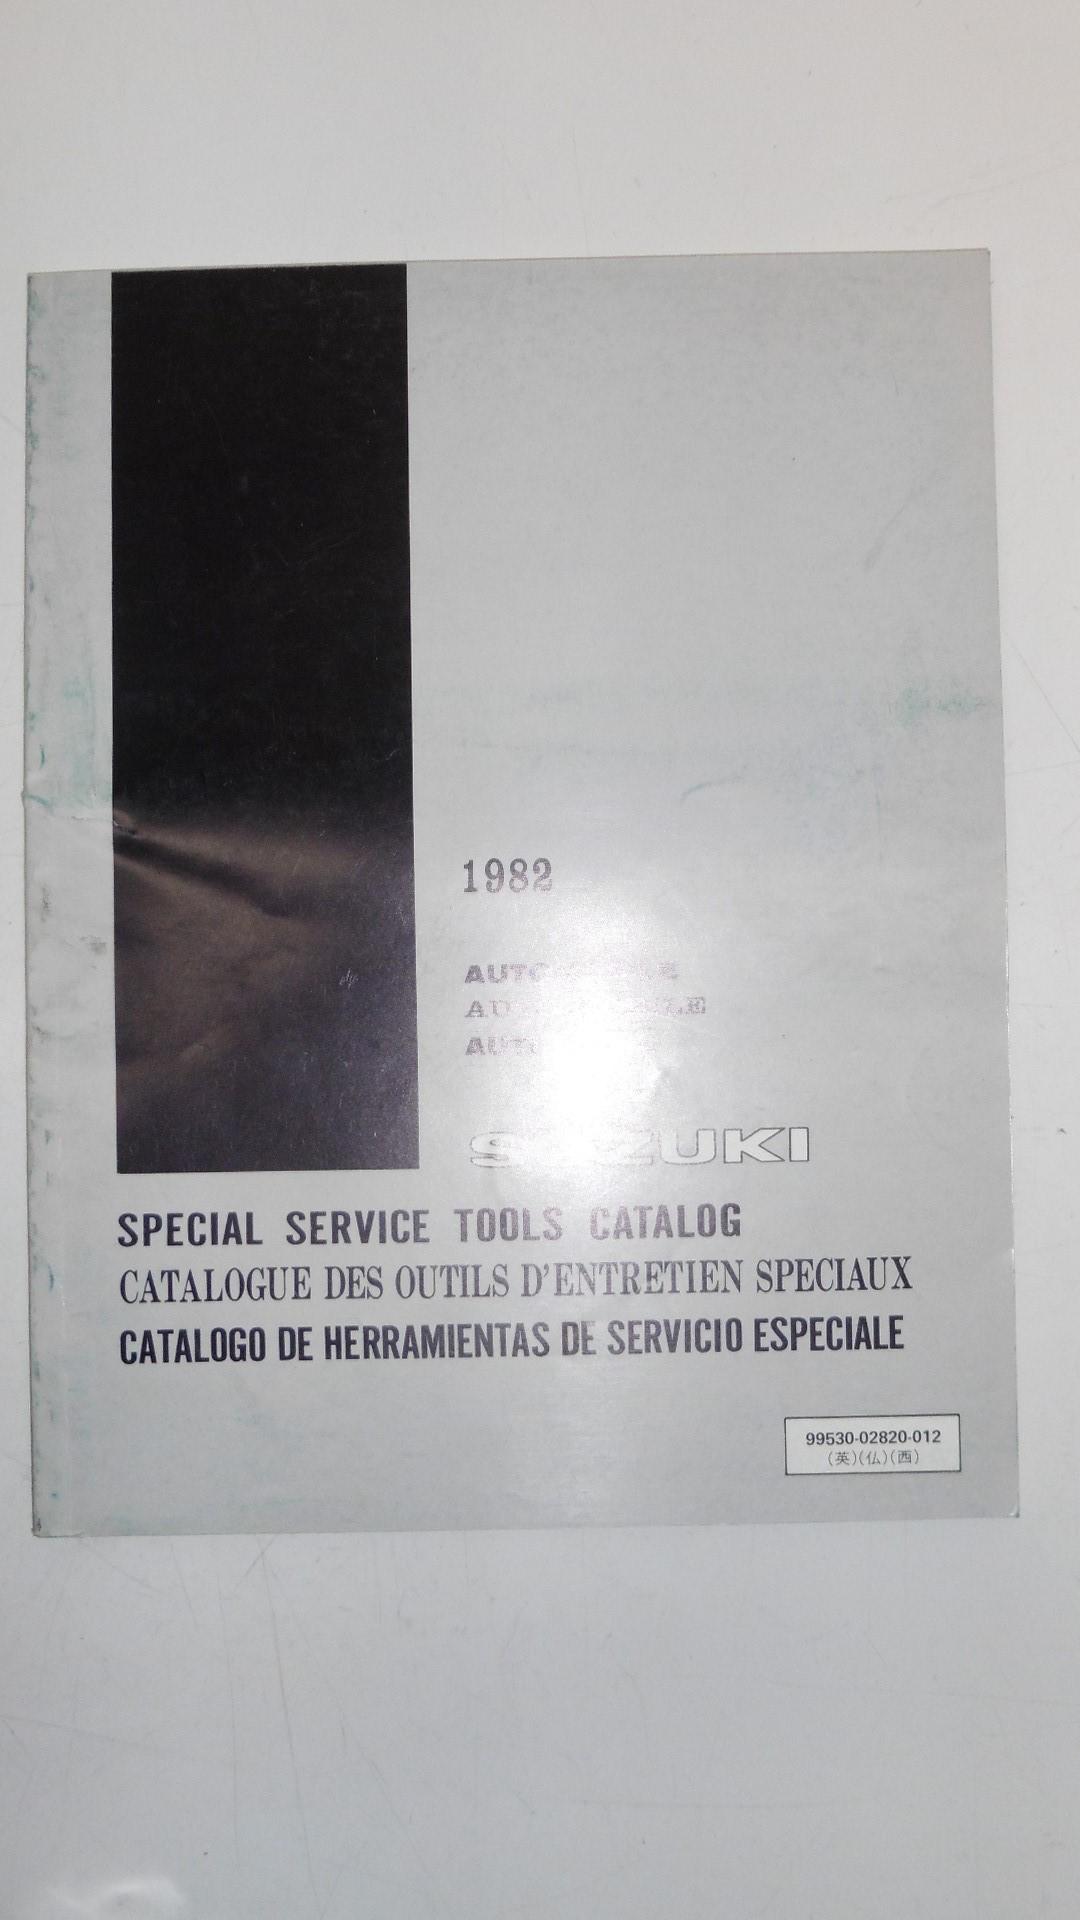 1982
SUZUKI
SPECIAL SERVICE TOOLS CATALOG
CATALOGUE DES OUTILS D'ENTRETIEN SPECIAUX
CATALOGO DE HERRAMIENTAS DE SERVICIO ESPECIALE
99530-02820-012
(英)(仏)(西)